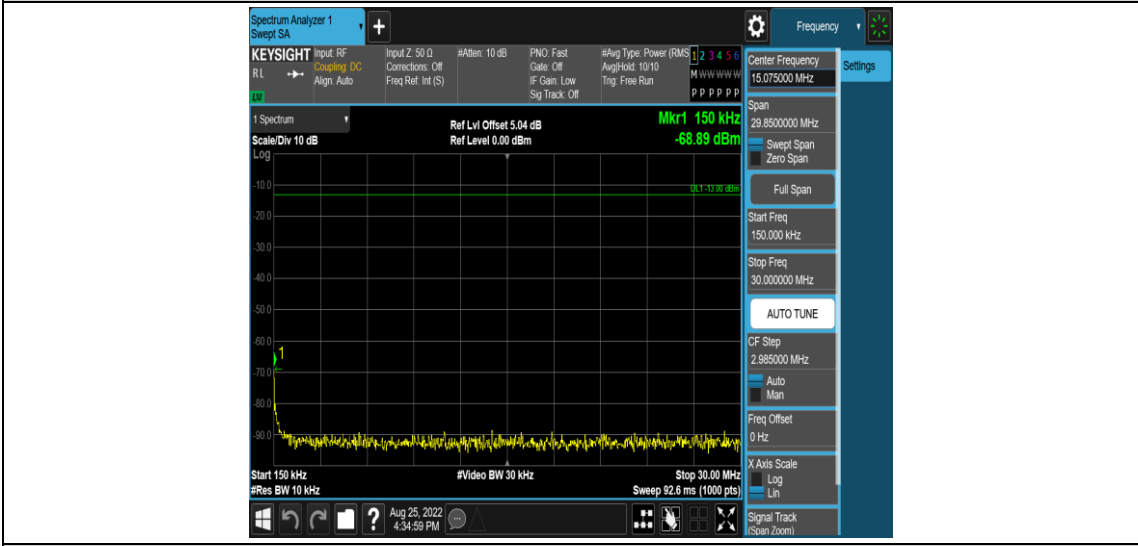 Spectrum Analyzer 1
Swept SA
+
Frequency
KEYSIGHT
RL
Input: RF
Coupling: DC
Align: Auto
Input Z: 50 Ω
Corrections: Off
Freq Ref: Int (S)
#Atten: 10 dB
PNO: Fast
Gate: Off
IF Gain: Low
Sig Track: Off
#Avg Type: Power (RMS
Avg|Hold: 10/10
Trig: Free Run
1 2 3 4 5 6
M W W W W W
P P P P P P
1 Spectrum
Scale/Div 10 dB
Log
Ref Lvl Offset 5.04 dB
Ref Level 0.00 dBm
Mkr1 150 kHz
-68.89 dBm
DL1 -13.00 dBm
-10.0
-20.0
-30.0
-40.0
-50.0
-60.0
-70.0
-80.0
-90.0
1
Start 150 kHz
#Res BW 10 kHz
#Video BW 30 kHz
Stop 30.00 MHz
Sweep 92.6 ms (1000 pts)
?
Aug 25, 2022
4:34:59 PM
Center Frequency
15.075000 MHz
Span
29.8500000 MHz
Swept Span
Zero Span
Full Span
Start Freq
150.000 kHz
Stop Freq
30.000000 MHz
AUTO TUNE
CF Step
2.985000 MHz
Auto
Man
Freq Offset
0 Hz
X Axis Scale
Log
Lin
Signal Track
(Span Zoom)
Settings